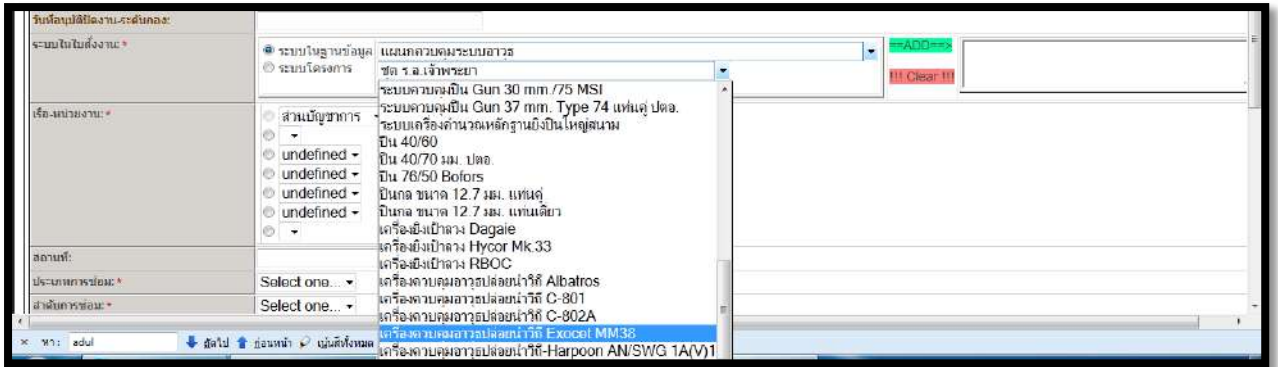 วันที่อนุมัติปิดงาน-ระดับกอง:
ระบบในใบสั่งงาน: *
ระบบในฐานข้อมูล แผนกควบคุมระบบอาวุธ
==ADD==>
ระบบโครงการ ชุด ร.ล.เจ้าพระยา
!!! Clear !!!
ระบบควบคุมปืน Gun 30 mm./75 MSI
เรือ-หน่วยงาน: *
ส่วนบัญชาการ
ระบบควบคุมปืน Gun 37 mm. Type 74 แท่นคู่ ปตอ.
ระบบเครื่องคำนวณหลักฐานยิงปืนใหญ่สนาม
ปืน 40/60
undefined
ปืน 40/70 มม. ปตอ.
undefined
ปืน 76/50 Bofors
undefined
ปืนกล ขนาด 12.7 มม. แท่นคู่
undefined
ปืนกล ขนาด 12.7 มม. แท่นเดี่ยว
เครื่องยิงเป้าลวง Dagaie
เครื่องยิงเป้าลวง Hycor Mk.33
สถานที่:
เครื่องยิงเป้าลวง RBOC
ประเภทการซ่อม: *
Select one...
เครื่องควบคุมอาวุธปล่อยนำวิถี Albatros
เครื่องควบคุมอาวุธปล่อยนำวิถี C-801
ลำดับการซ่อม: *
Select one...
เครื่องควบคุมอาวุธปล่อยนำวิถี C-802A
เครื่องควบคุมอาวุธปล่อยนำวิถี Exocet MM38
× หา: adul ถัดไป ก่อนหน้า เน้นสีทั้งหมด
เครื่องควบคุมอาวุธปล่อยนำวิถี-Harpoon AN/SWG 1A(V)1